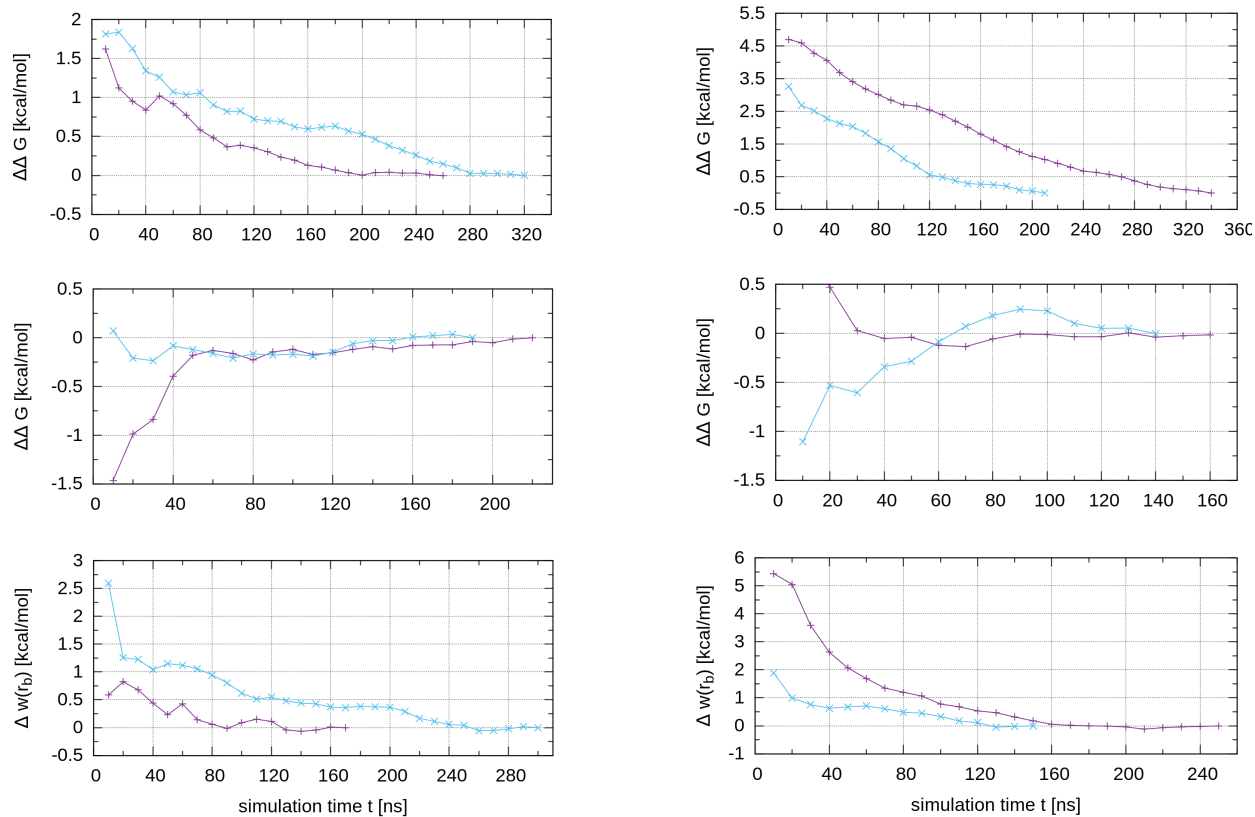 2
1.5
1
0.5
0
-0.5
ΔΔ G [kcal/mol]
0 40 80 120 160 200 240 280 320
5.5
4.5
3.5
2.5
1.5
0.5
-0.5
ΔΔ G [kcal/mol]
0 40 80 120 160 200 240 280 320 360
0.5
0
-0.5
-1
-1.5
ΔΔ G [kcal/mol]
0 40 80 120 160 200
0.5
0
-0.5
-1
-1.5
ΔΔ G [kcal/mol]
0 20 40 60 80 100 120 140 160
3
2.5
2
1.5
1
0.5
0
-0.5
Δ w(rb) [kcal/mol]
0 40 80 120 160 200 240 280
simulation time t [ns]
6
5
4
3
2
1
0
-1
Δ w(rb) [kcal/mol]
0 40 80 120 160 200 240
simulation time t [ns]